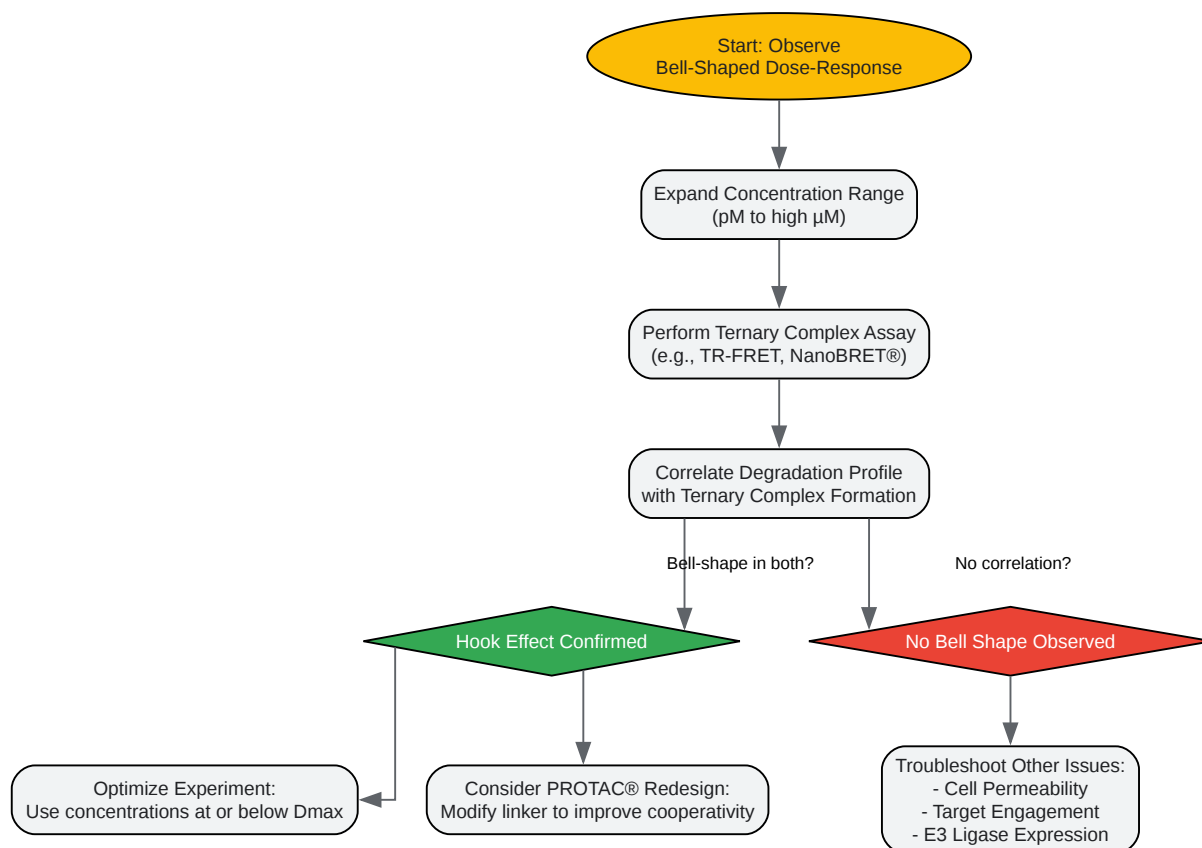 Start: Observe
Bell-Shaped Dose-Response
Expand Concentration Range
(pM to high µM)
Perform Ternary Complex Assay
(e.g., TR-FRET, NanoBRET®)
Correlate Degradation Profile
with Ternary Complex Formation
Bell-shape in both?
No correlation?
Hook Effect Confirmed
No Bell Shape Observed
Optimize Experiment:
Use concentrations at or below Dmax
Consider PROTAC® Redesign:
Modify linker to improve cooperativity
Troubleshoot Other Issues:
- Cell Permeability
- Target Engagement
- E3 Ligase Expression